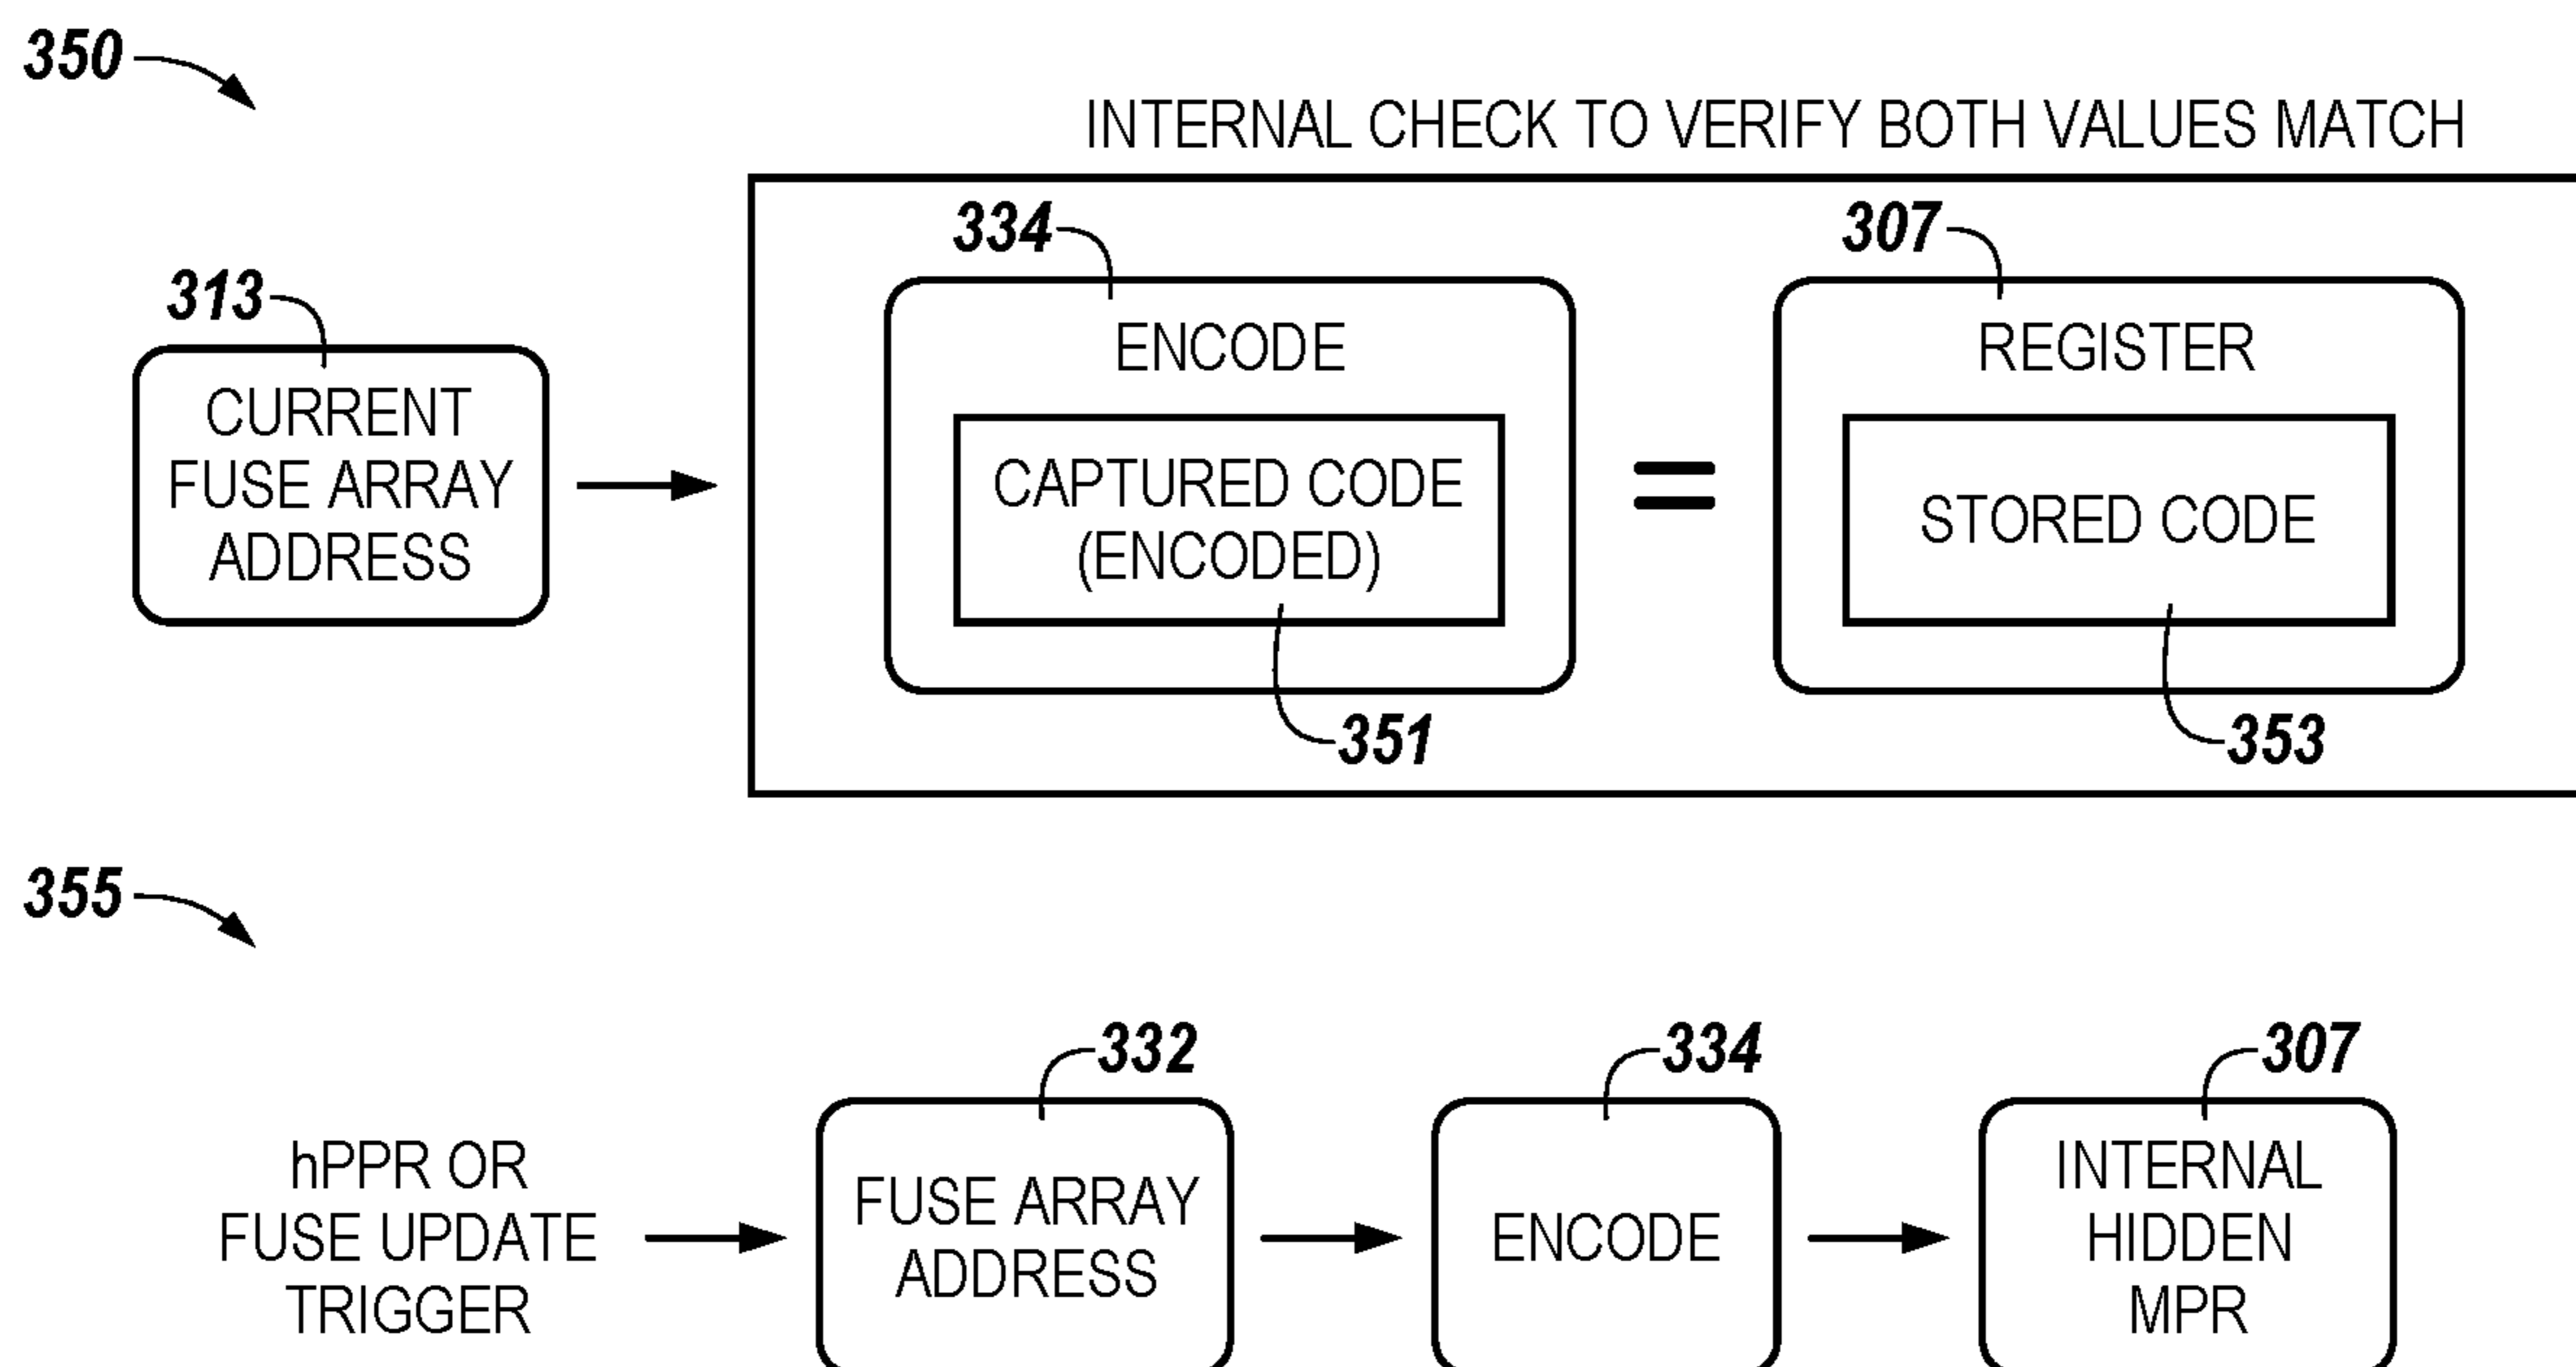 350
INTERNAL CHECK TO VERIFY BOTH VALUES MATCH
334
307
313
ENCODE
REGISTER
CURRENT
FUSE ARRAY
ADDRESS
CAPTURED CODE
(ENCODED)
=
STORED CODE
351
353
355
332
334
307
hPPR OR
FUSE UPDATE
TRIGGER
FUSE ARRAY
ADDRESS
ENCODE
INTERNAL
HIDDEN
MPR